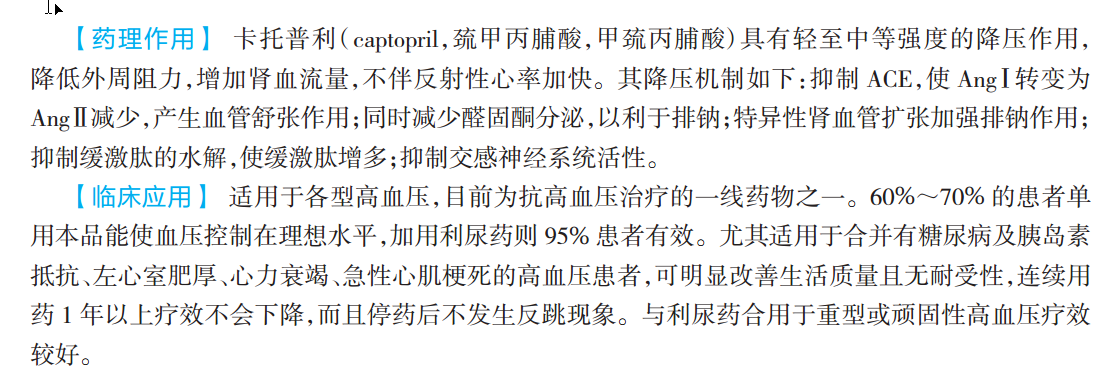 【药理作用】 卡托普利(captopril,巯甲丙脯酸,甲巯丙脯酸)具有轻至中等强度的降压作用,
降低外周阻力,增加肾血流量,不伴反射性心率加快。其降压机制如下:抑制 ACE,使 AngⅠ转变为
AngⅡ减少,产生血管舒张作用;同时减少醛固酮分泌,以利于排钠;特异性肾血管扩张加强排钠作用;
抑制缓激肽的水解,使缓激肽增多;抑制交感神经系统活性。
【临床应用】 适用于各型高血压,目前为抗高血压治疗的一线药物之一。60%～70% 的患者单
用本品能使血压控制在理想水平,加用利尿药则 95% 患者有效。尤其适用于合并有糖尿病及胰岛素
抵抗、左心室肥厚、心力衰竭、急性心肌梗死的高血压患者,可明显改善生活质量且无耐受性,连续用
药 1 年以上疗效不会下降,而且停药后不发生反跳现象。与利尿药合用于重型或顽固性高血压疗效
较好。